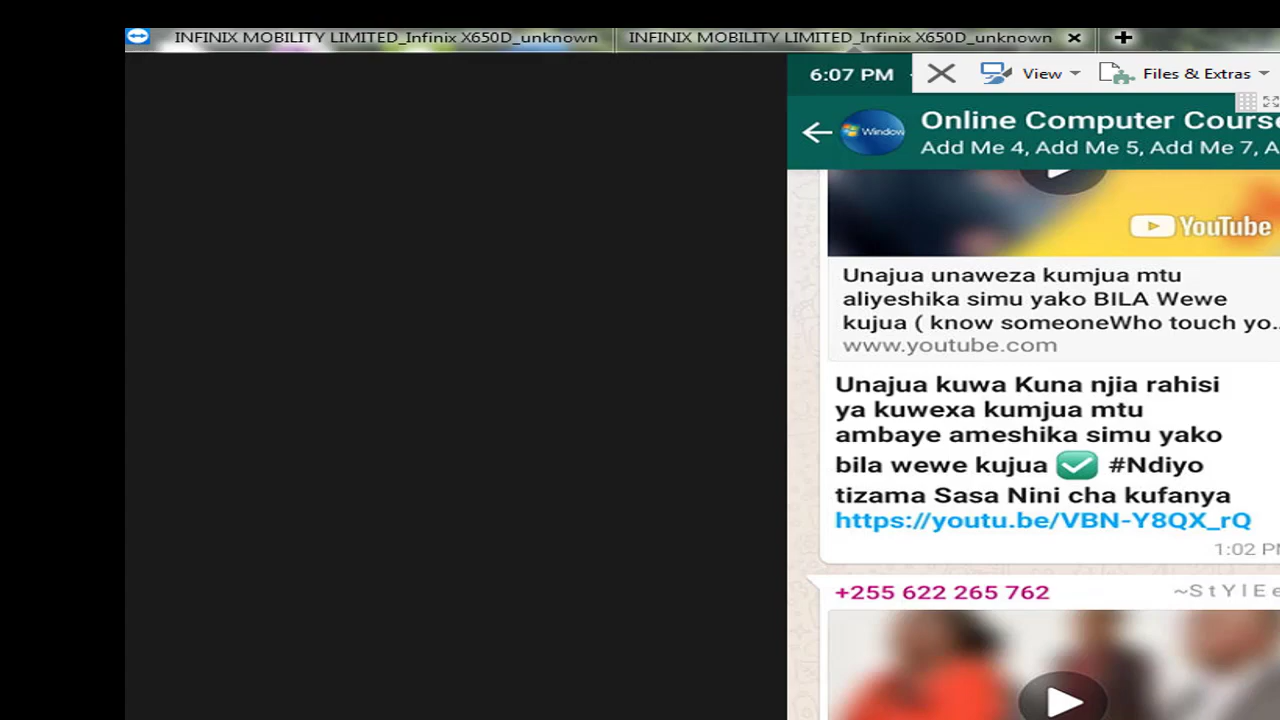 INFINIX MOBILITY LIMITED_Infinix X650D_unknown
INFINIX MOBILITY LIMITED_Infinix X650D_unknown
6:07 PM
View
Files & Extras
Window
Online Computer Course
Add Me 4, Add Me 5, Add Me 7, A
YouTube
Unajua unaweza kumjua mtu
aliyeshika simu yako BILA Wewe
kujua ( know someoneWho touch yo...
www.youtube.com
Unajua kuwa Kuna njia rahisi
ya kuwexa kumjua mtu
ambaye ameshika simu yako
bila wewe kujua ✅ #Ndiyo
tizama Sasa Nini cha kufanya
https://youtu.be/VBN-Y8QX_rQ
1:02 PM
+255 622 265 762
~S t Y l E e